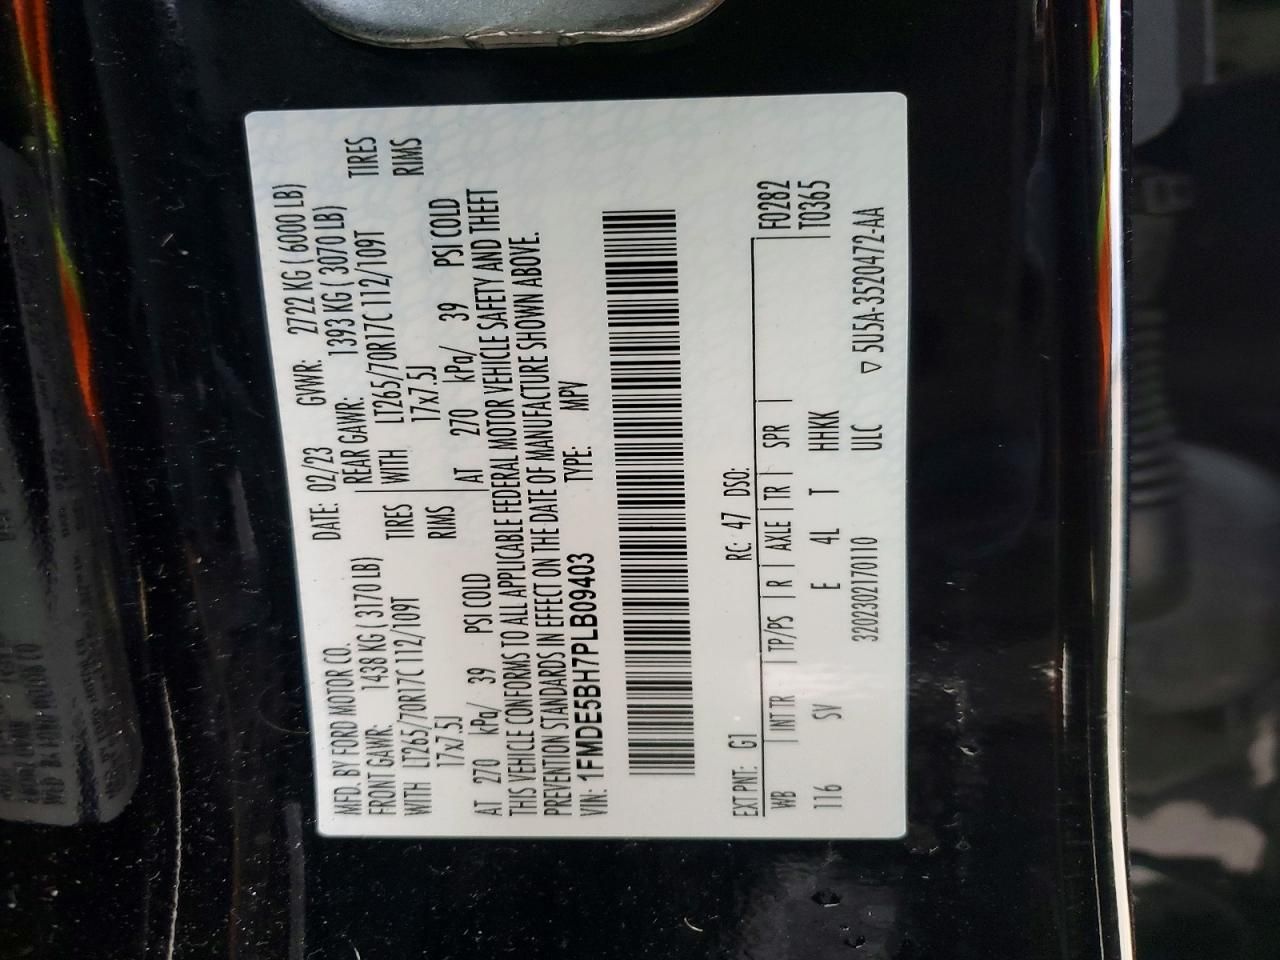 MFD. BY FORD MOTOR CO. DATE: 02/23 GVWR: 2722 KG ( 6000 LB)
FRONT GAWR: 1438 KG ( 3170 LB) REAR GAWR: 1393 KG ( 3070 LB)
WITH LT265/70R17C 112/109T TIRES WITH LT265/70R17C 112/109T TIRES
17x7.5J RIMS 17x7.5J RIMS
AT 270 kPa/ 39 PSI COLD AT 270 kPa/ 39 PSI COLD
THIS VEHICLE CONFORMS TO ALL APPLICABLE FEDERAL MOTOR VEHICLE SAFETY AND THEFT
PREVENTION STANDARDS IN EFFECT ON THE DATE OF MANUFACTURE SHOWN ABOVE.
VIN: 1FMDE5BH7PLB09403 TYPE: MPV
EXT PNT: G1 RC: 47 DSO: F0282
WB | INT TR | TP/PS | R | AXLE | TR | SPR | T0365
116 SV E 4L T HHKK
320230217O110 ULC ▽ 5U5A-3520472-AA